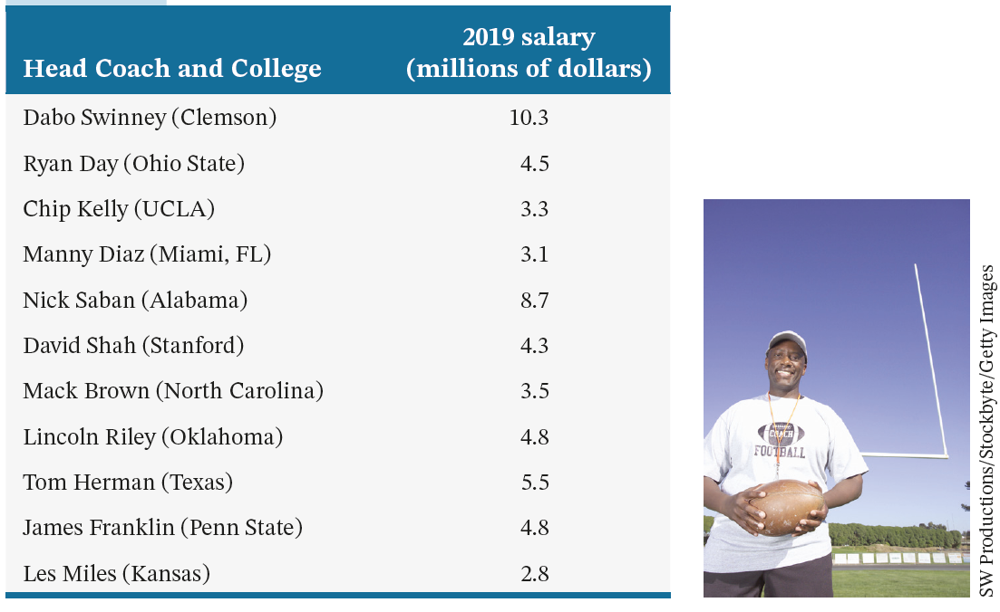 Head Coach and College
2019 salary
(millions of dollars)
Dabo Swinney (Clemson) 10.3
Ryan Day (Ohio State) 4.5
Chip Kelly (UCLA) 3.3
Manny Diaz (Miami, FL) 3.1
Nick Saban (Alabama) 8.7
David Shah (Stanford) 4.3
Mack Brown (North Carolina) 3.5
Lincoln Riley (Oklahoma) 4.8
Tom Herman (Texas) 5.5
James Franklin (Penn State) 4.8
Les Miles (Kansas) 2.8
COACH
FOOTBALL
SW Productions/Stockbyte/Getty Images